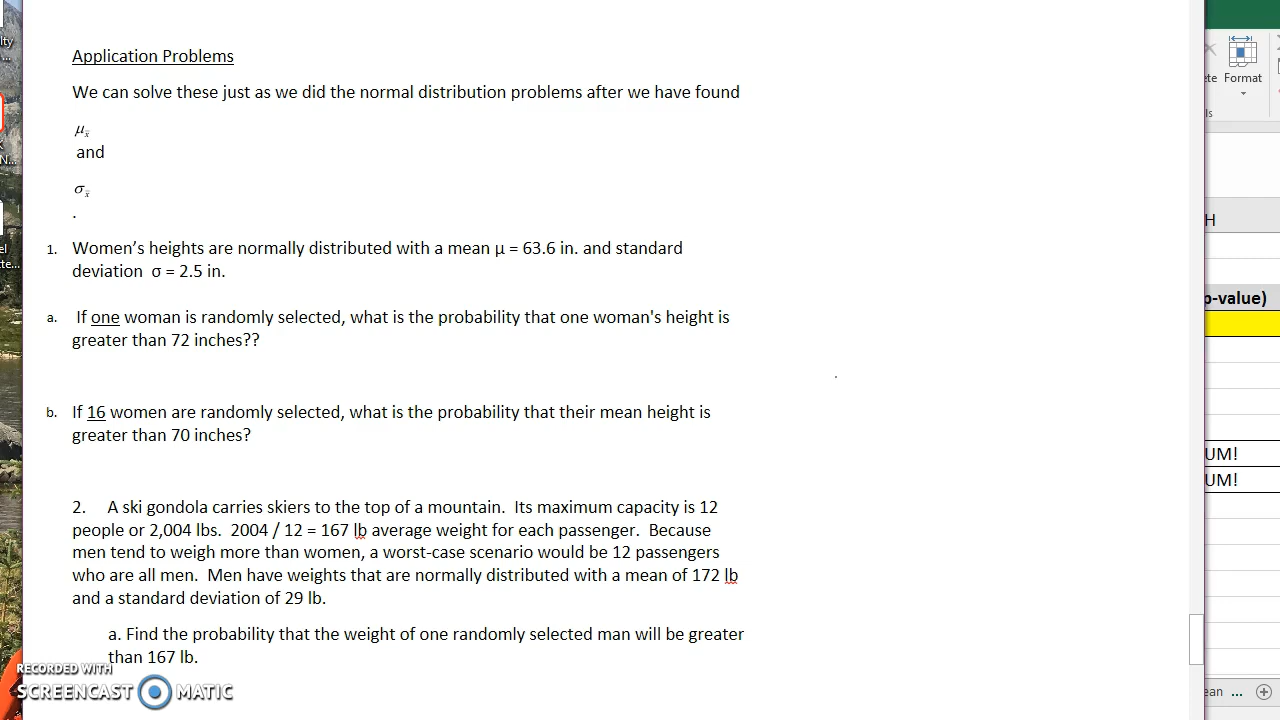 Application Problems
We can solve these just as we did the normal distribution problems after we have found
μx̄
and
σx̄
.
1. Women's heights are normally distributed with a mean μ = 63.6 in. and standard
deviation σ = 2.5 in.
a. If one woman is randomly selected, what is the probability that one woman's height is
greater than 72 inches??
b. If 16 women are randomly selected, what is the probability that their mean height is
greater than 70 inches?
2. A ski gondola carries skiers to the top of a mountain. Its maximum capacity is 12
people or 2,004 lbs. 2004 / 12 = 167 lb average weight for each passenger. Because
men tend to weigh more than women, a worst-case scenario would be 12 passengers
who are all men. Men have weights that are normally distributed with a mean of 172 lb
and a standard deviation of 29 lb.
a. Find the probability that the weight of one randomly selected man will be greater
than 167 lb.
RECORDED WITH
SCREENCAST MATIC
Format
H
p-value)
UM!
UM!
ean ...